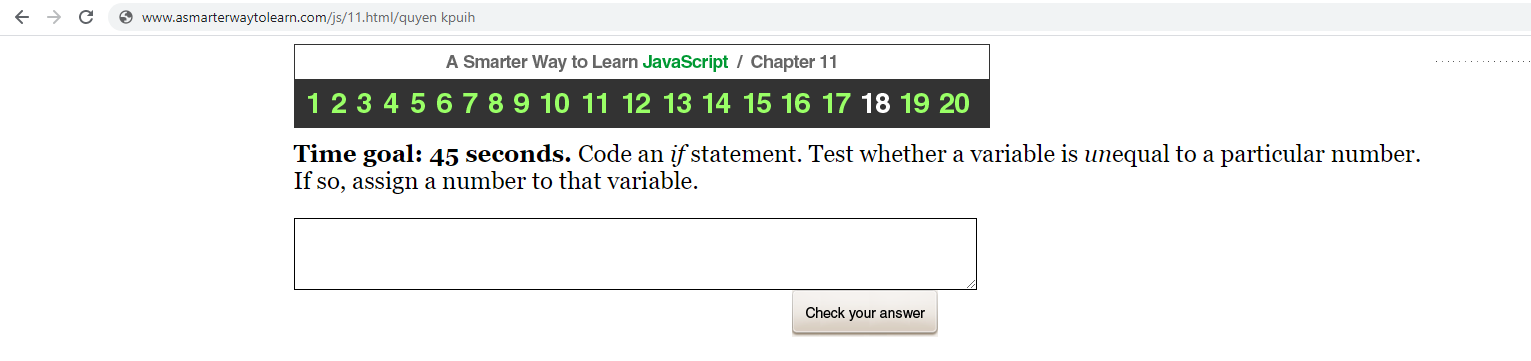 www.asmarterwaytolearn.com/js/11.html/quyen kpuih
A Smarter Way to Learn JavaScript / Chapter 11
1 2 3 4 5 6 7 8 9 10 11 12 13 14 15 16 17 18 19 20
Time goal: 45 seconds. Code an if statement. Test whether a variable is unequal to a particular number.
If so, assign a number to that variable.
Check your answer